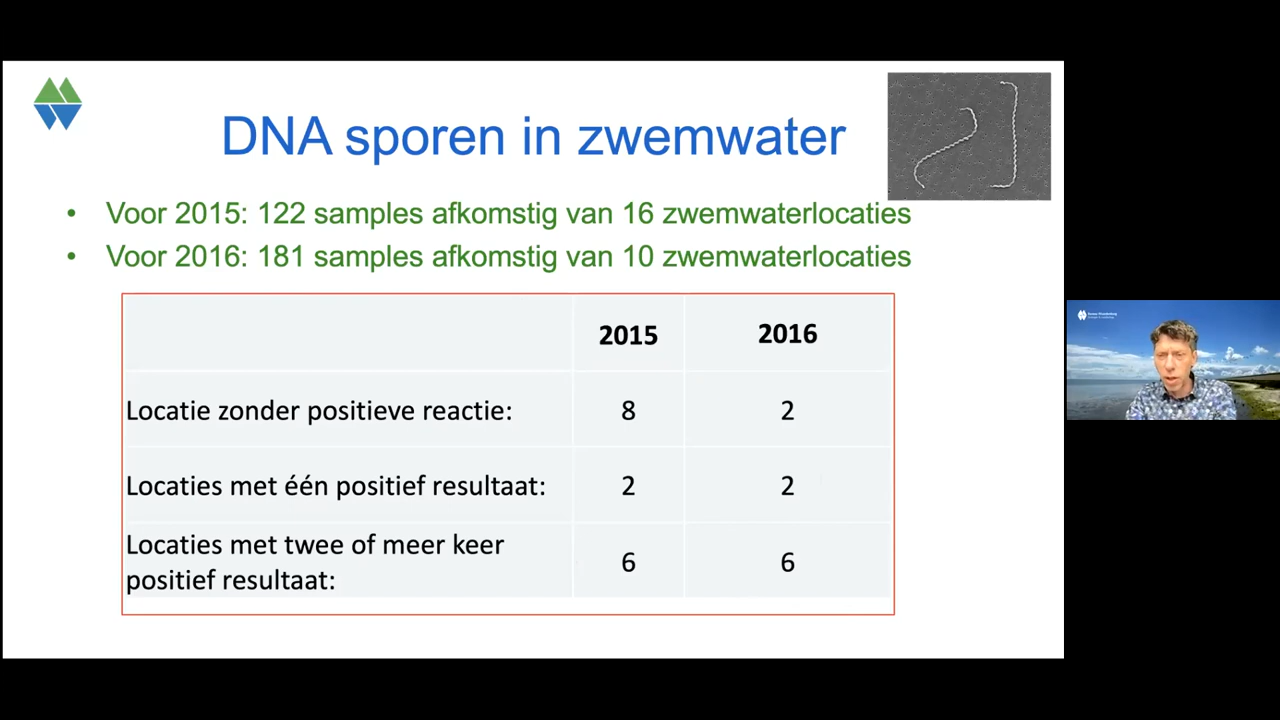 DNA sporen in zwemwater
• Voor 2015: 122 samples afkomstig van 16 zwemwaterlocaties
• Voor 2016: 181 samples afkomstig van 10 zwemwaterlocaties
2015 2016
Locatie zonder positieve reactie: 8 2
Locaties met één positief resultaat: 2 2
Locaties met twee of meer keer
positief resultaat: 6 6